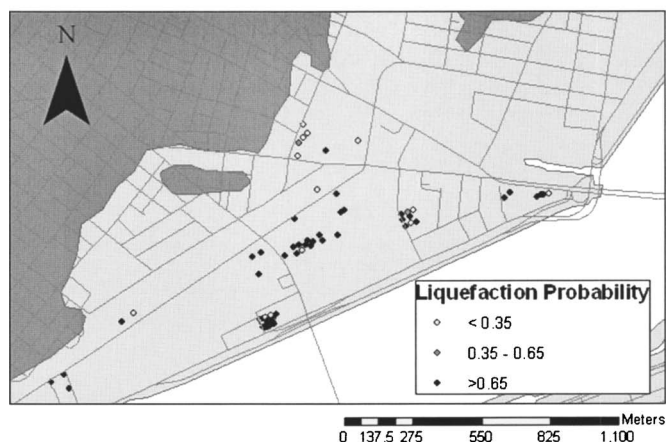 N
Liquefaction Probability
< 0.35
0.35 - 0.65
>0.65
Meters
0 137.5 275 550 825 1,100